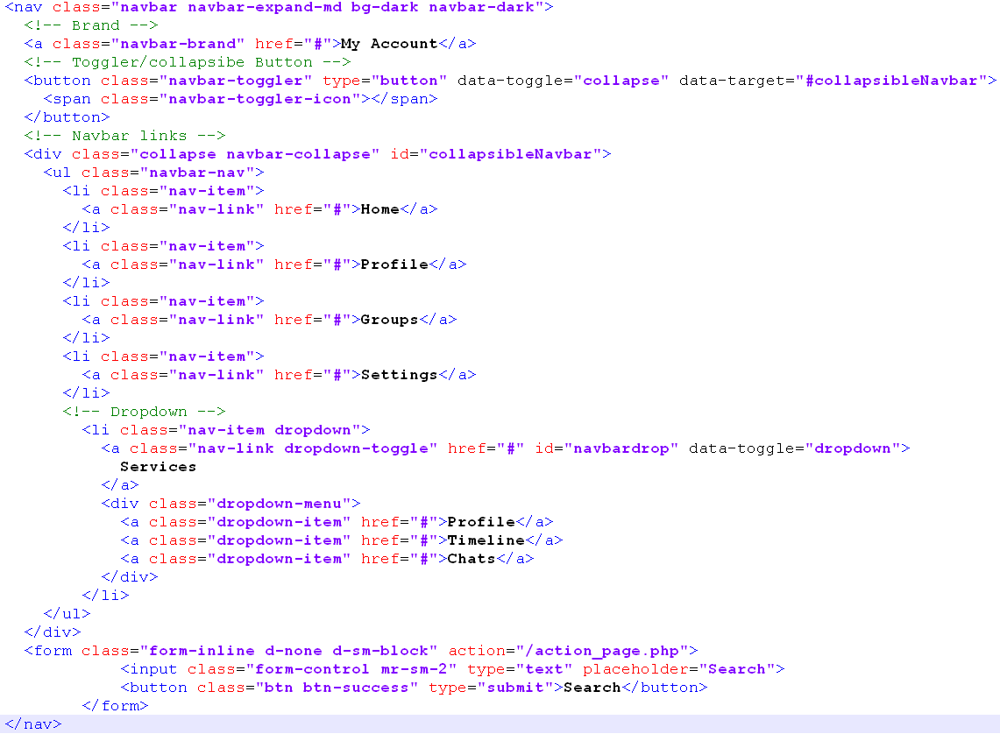 <nav class="navbar navbar-expand-md bg-dark navbar-dark">
  <!-- Brand -->
  <a class="navbar-brand" href="#">My Account</a>
  <!-- Toggler/collapsibe Button -->
  <button class="navbar-toggler" type="button" data-toggle="collapse" data-target="#collapsibleNavbar">
    <span class="navbar-toggler-icon"></span>
  </button>
  <!-- Navbar links -->
  <div class="collapse navbar-collapse" id="collapsibleNavbar">
    <ul class="navbar-nav">
      <li class="nav-item">
        <a class="nav-link" href="#">Home</a>
      </li>
      <li class="nav-item">
        <a class="nav-link" href="#">Profile</a>
      </li>
      <li class="nav-item">
        <a class="nav-link" href="#">Groups</a>
      </li>
      <li class="nav-item">
        <a class="nav-link" href="#">Settings</a>
      </li>
      <!-- Dropdown -->
        <li class="nav-item dropdown">
          <a class="nav-link dropdown-toggle" href="#" id="navbardrop" data-toggle="dropdown">
            Services
          </a>
          <div class="dropdown-menu">
            <a class="dropdown-item" href="#">Profile</a>
            <a class="dropdown-item" href="#">Timeline</a>
            <a class="dropdown-item" href="#">Chats</a>
          </div>
        </li>
    </ul>
  </div>
  <form class="form-inline d-none d-sm-block" action="/action_page.php">
            <input class="form-control mr-sm-2" type="text" placeholder="Search">
            <button class="btn btn-success" type="submit">Search</button>
        </form>
</nav>